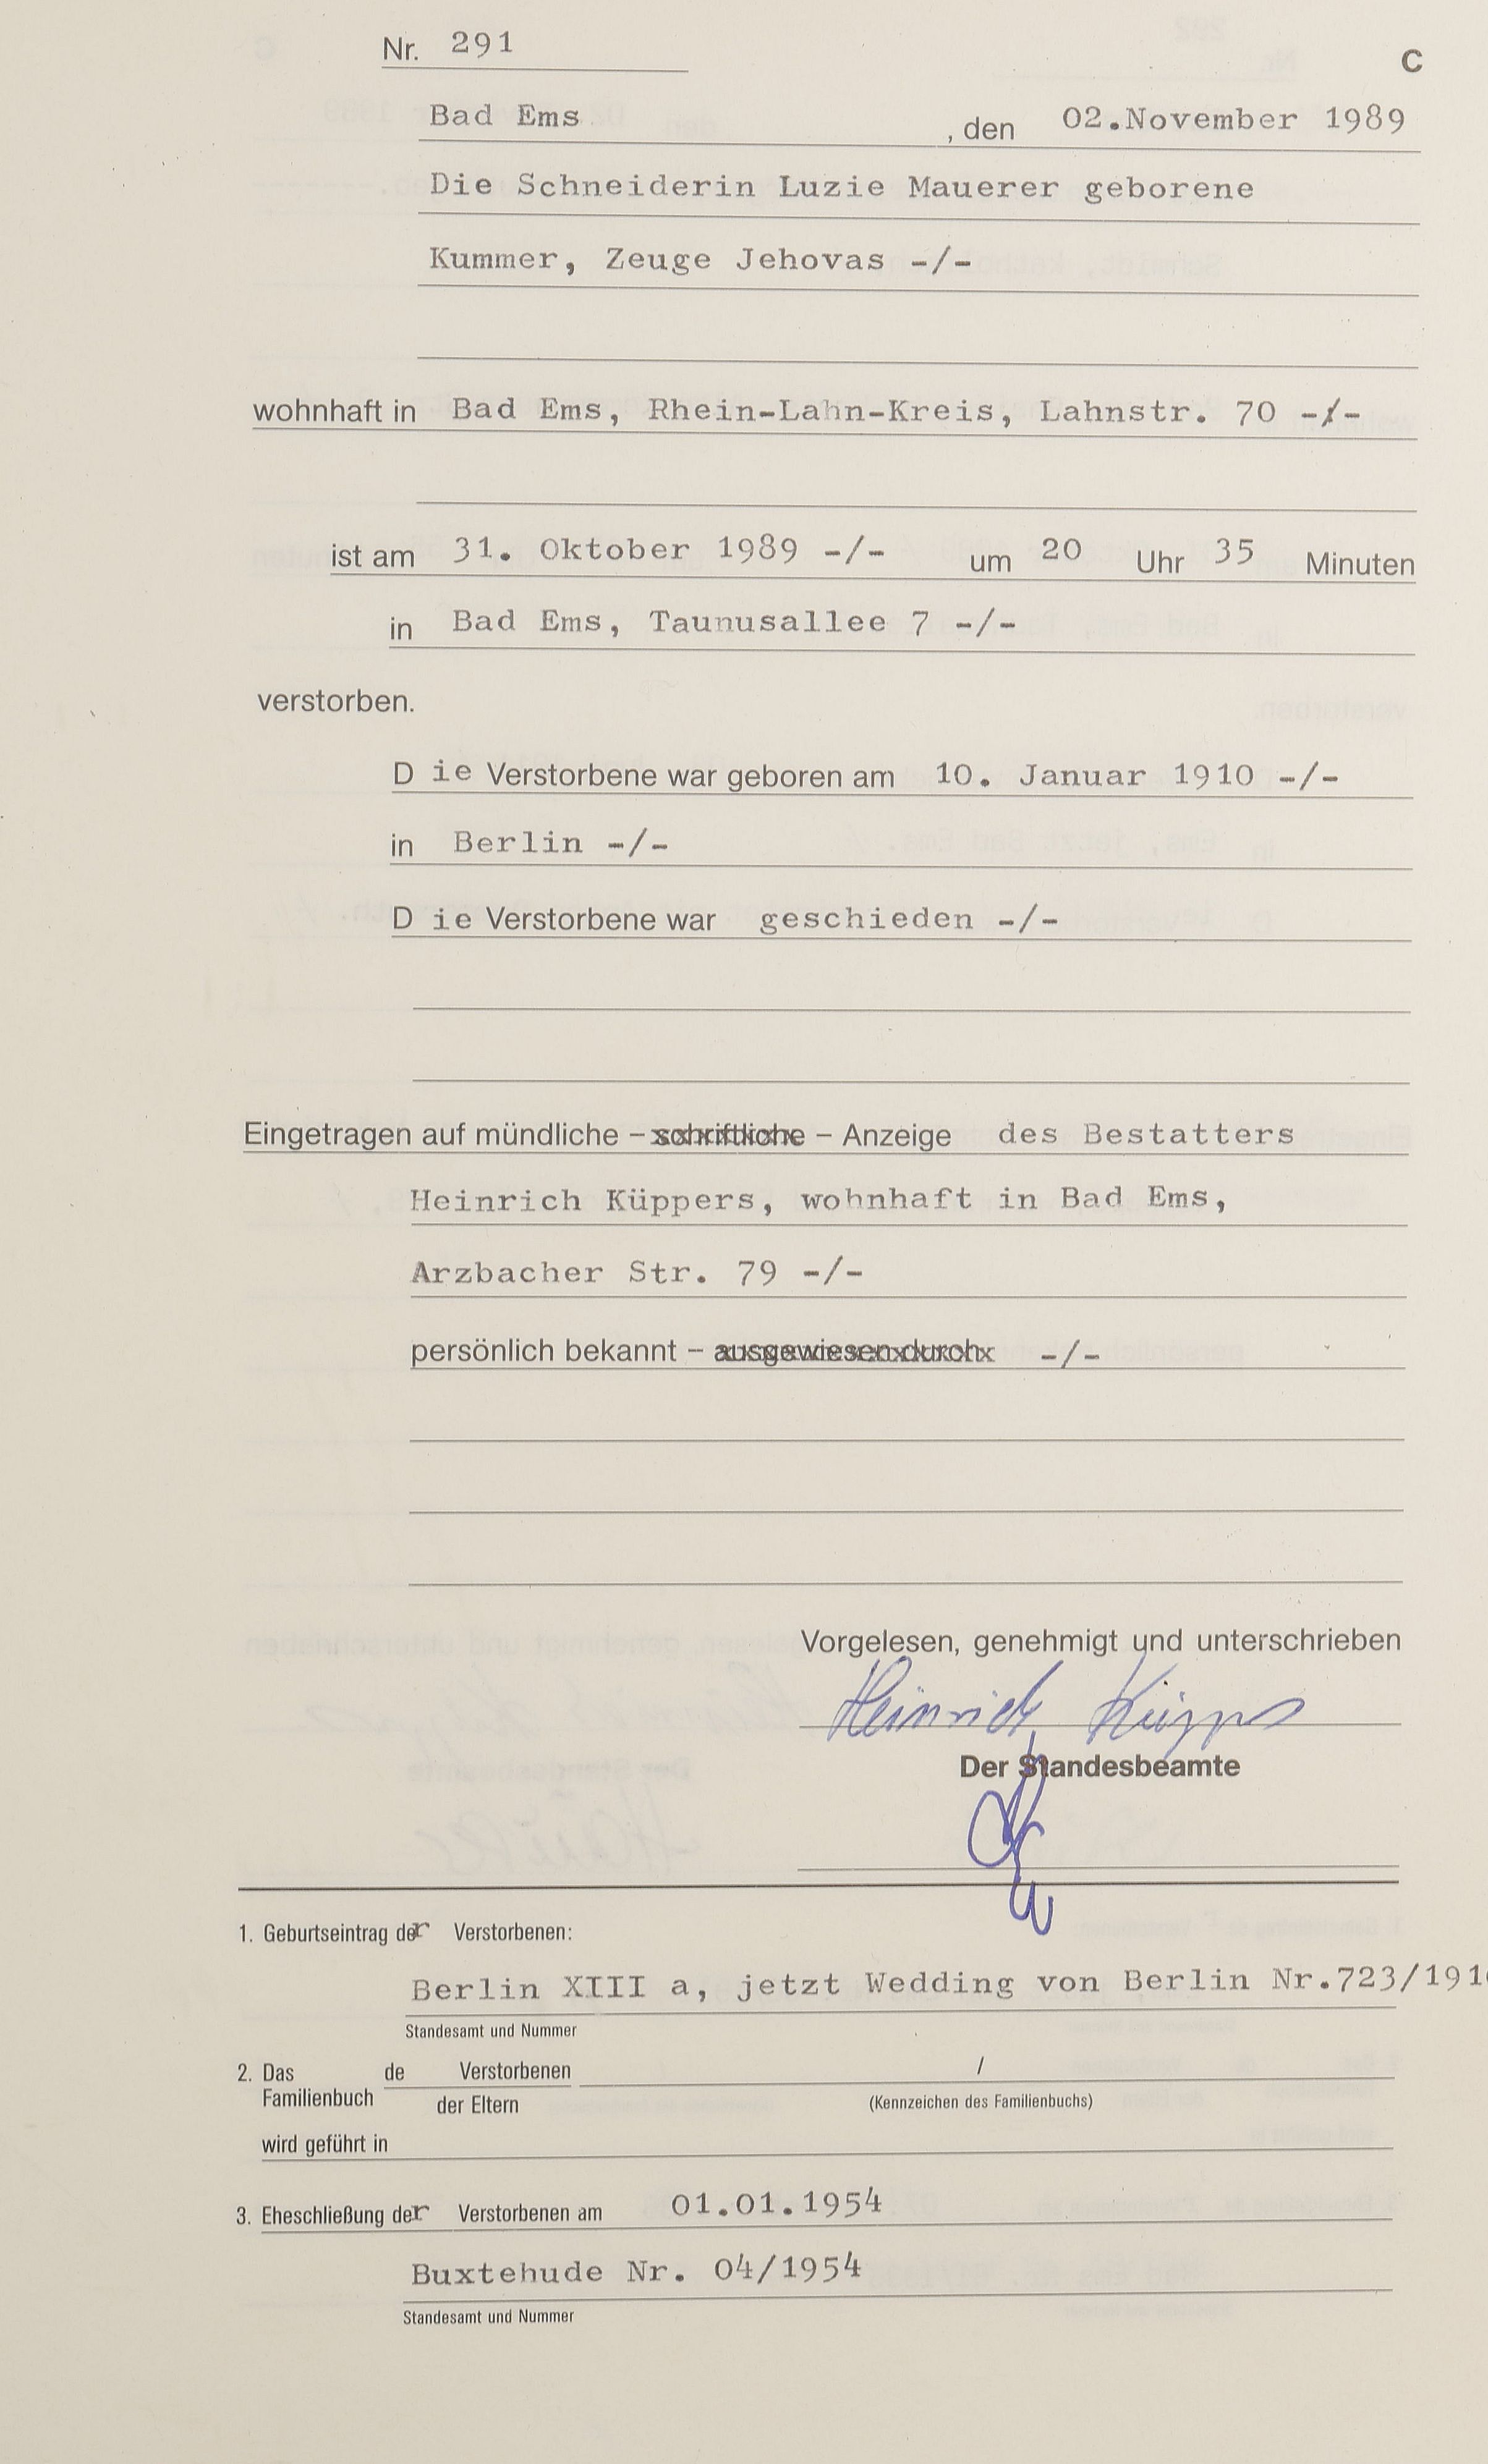 Nr. 291
C
Bad Ems , den 02.November 1989
Die Schneiderin Luzie Mauerer geborene
Kummer, Zeuge Jehovas -/-
wohnhaft in Bad Ems, Rhein-Lahn-Kreis, Lahnstr. 70 -/-
ist am 31. Oktober 1989 -/- um 20 Uhr 35 Minuten
in Bad Ems, Taunusallee 7 -/-
verstorben.
D ie Verstorbene war geboren am 10. Januar 1910 -/-
in Berlin -/-
D ie Verstorbene war geschieden -/-
Eingetragen auf mündliche – schriftliche – Anzeige des Bestatters
Heinrich Küppers, wohnhaft in Bad Ems,
Arzbacher Str. 79 -/-
persönlich bekannt – ausgewiesen durch -/-
Vorgelesen, genehmigt und unterschrieben
Heinrich Küppers
Der Standesbeamte
1. Geburtseintrag der Verstorbenen:
Berlin XIII a, jetzt Wedding von Berlin Nr.723/191
Standesamt und Nummer
2. Das de Verstorbenen /
Familienbuch der Eltern (Kennzeichen des Familienbuchs)
wird geführt in
3. Eheschließung der Verstorbenen am 01.01.1954
Buxtehude Nr. 04/1954
Standesamt und Nummer